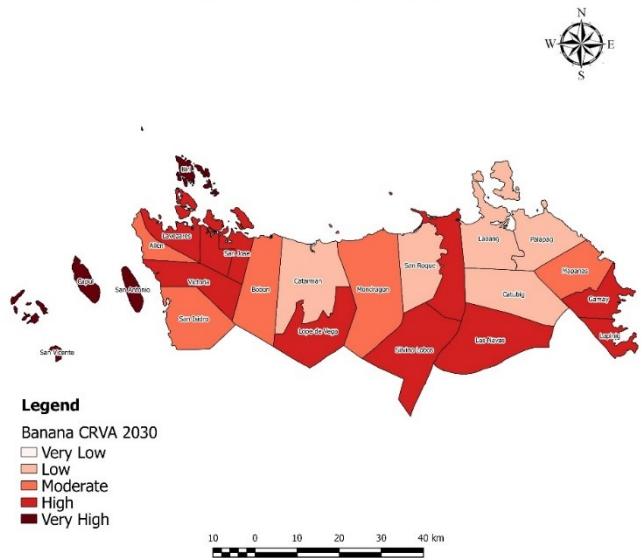 N
W E
S
Biri
Lavezares
Allen
San Jose
Victoria
Bobon
Catarman
Mondragon
San Roque
Laoang
Palapag
Mapanas
Gamay
Catubig
Capul
San Antonio
San Isidro
Lope de Vega
Silvino Lobos
Las Navas
Lapinig
San Vicente
Legend
Banana CRVA 2030
Very Low
Low
Moderate
High
Very High
10 0 10 20 30 40 km